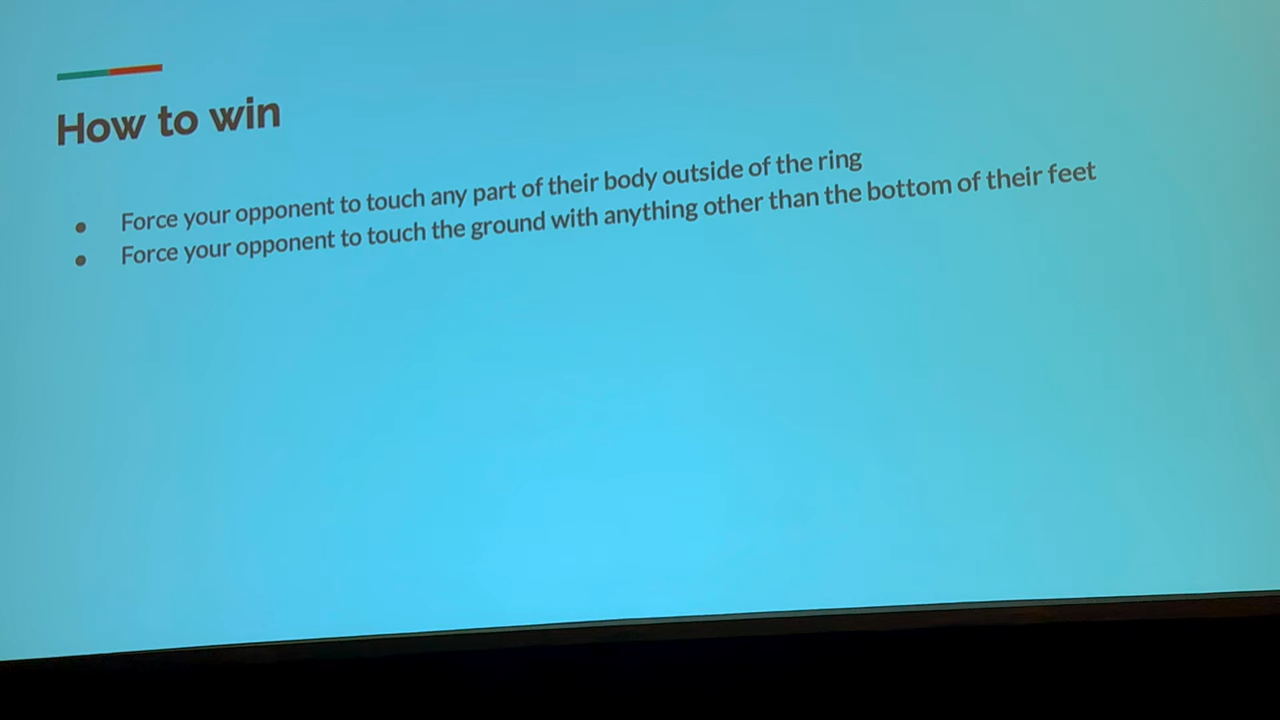 How to win
● Force your opponent to touch any part of their body outside of the ring
● Force your opponent to touch the ground with anything other than the bottom of their feet